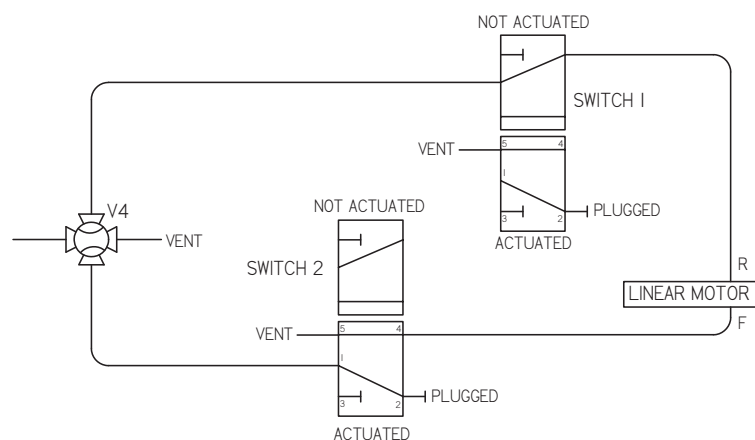 NOT ACTUATED
SWITCH 1
VENT
5 4
1
3 2
PLUGGED
ACTUATED
V4
VENT
NOT ACTUATED
SWITCH 2
VENT
5 4
1
3 2
PLUGGED
ACTUATED
R
LINEAR MOTOR
F